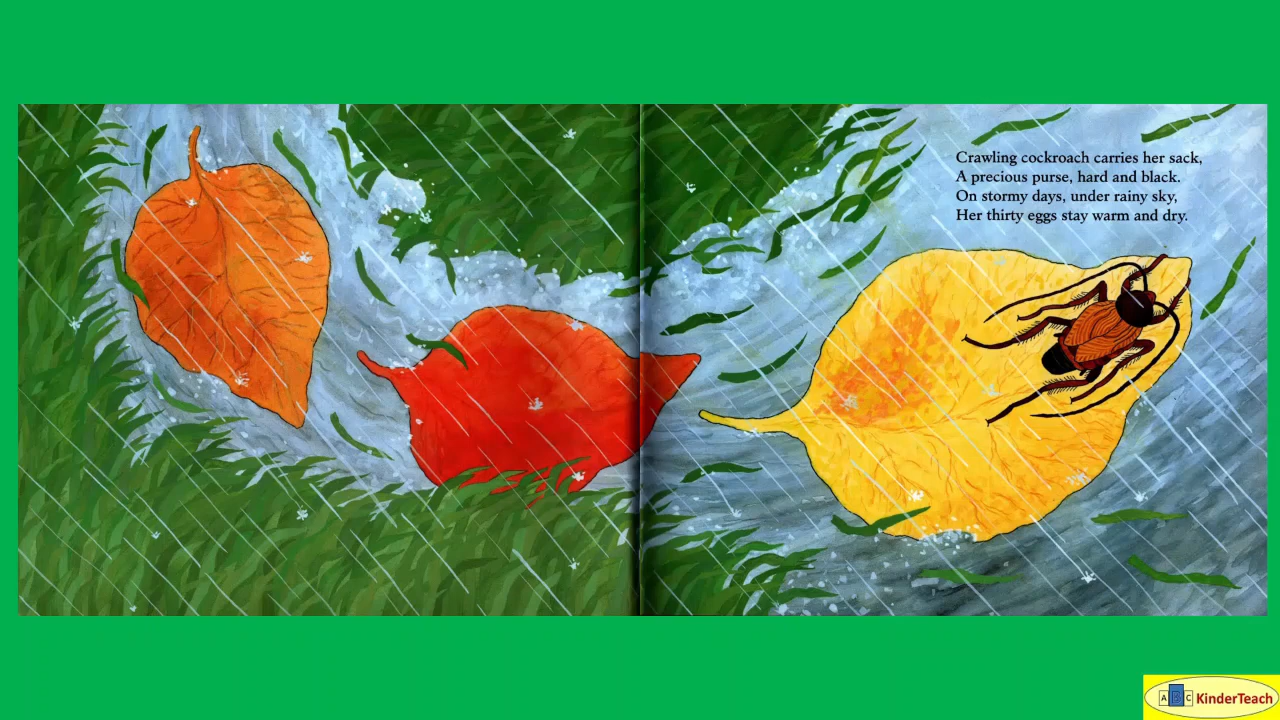 Crawling cockroach carries her sack,
A precious purse, hard and black.
On stormy days, under rainy sky,
Her thirty eggs stay warm and dry.
ABC KinderTeach